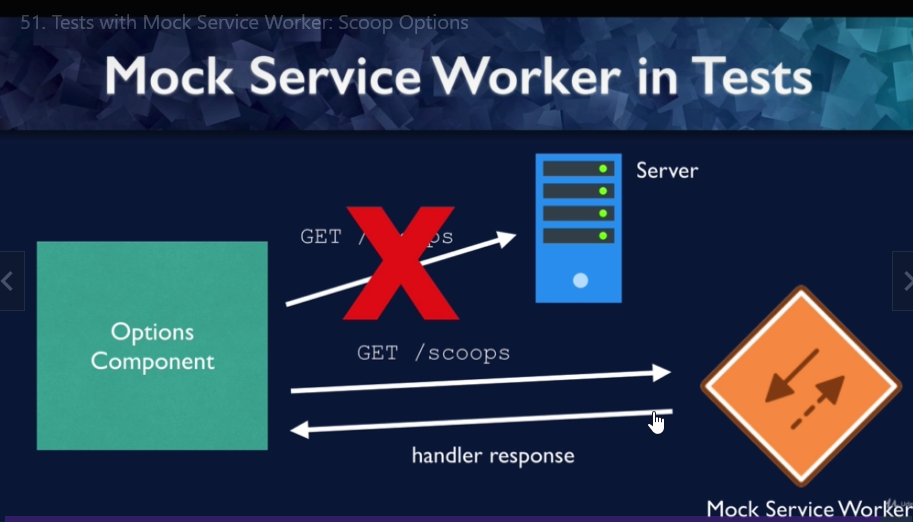 51. Tests with Mock Service Worker: Scoop Options
Mock Service Worker in Tests
Server
GET /
ps
Options
Component
GET /scoops
handler response
Mock Service Worker